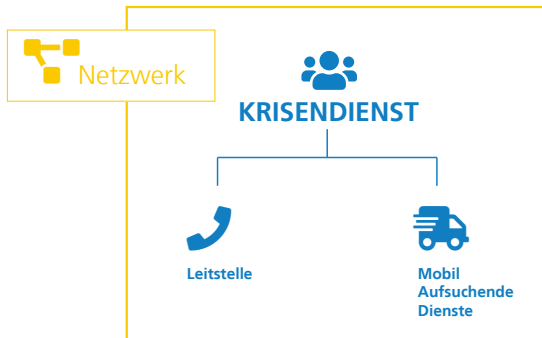 Netzwerk
KRISENDIENST
Leitstelle
Mobil
Aufsuchende
Dienste